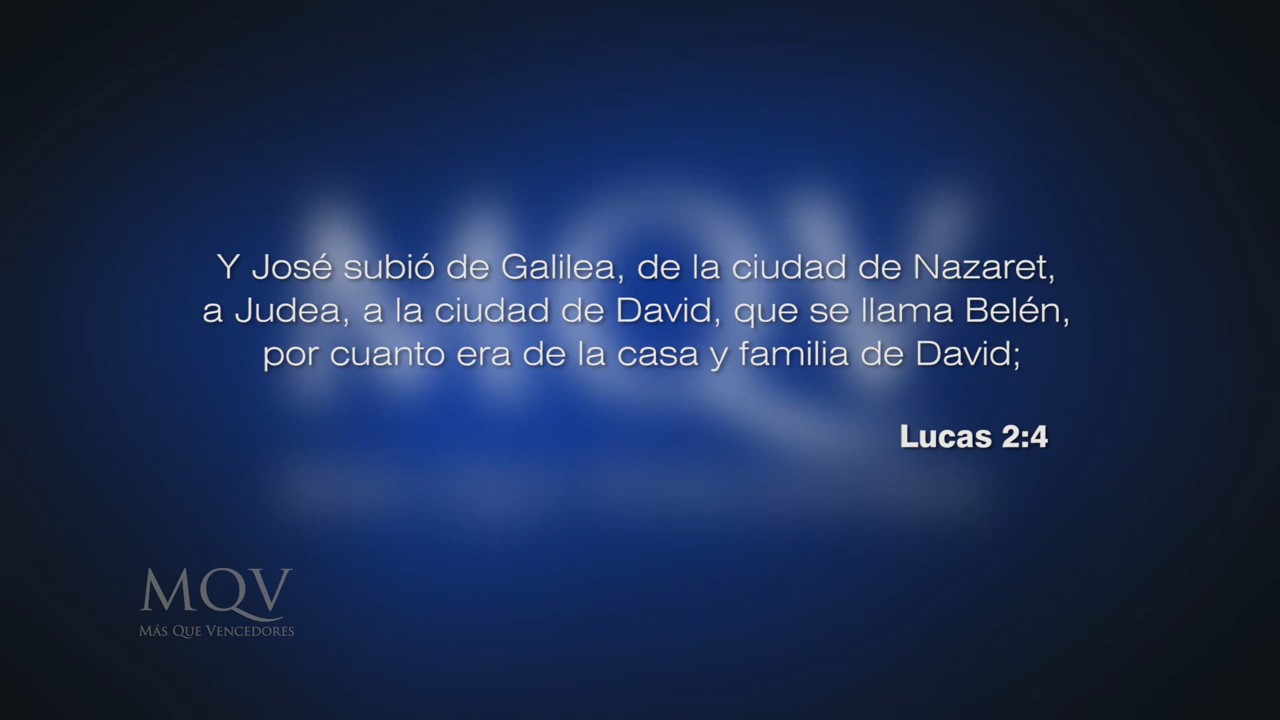 Y José subió de Galilea, de la ciudad de Nazaret,
a Judea, a la ciudad de David, que se llama Belén,
por cuanto era de la casa y familia de David;
Lucas 2:4
MQV
MÁS QUE VENCEDORES